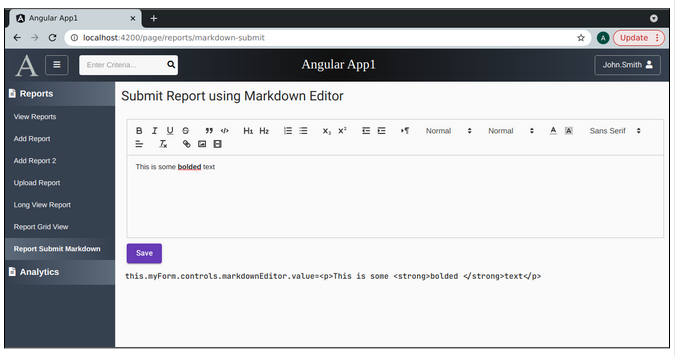 Angular App1
localhost:4200/page/reports/markdown-submit
A
Update
A
Enter Criteria...
Angular App1
John.Smith
Reports
View Reports
Add Report
Add Report 2
Upload Report
Long View Report
Report Grid View
Report Submit Markdown
Analytics
Submit Report using Markdown Editor
B I U S H1 H2 X₂ X² Normal Normal A A Sans Serif
This is some bolded text
Save
this.myForm.controls.markdownEditor.value=<p>This is some <strong>bolded </strong>text</p>